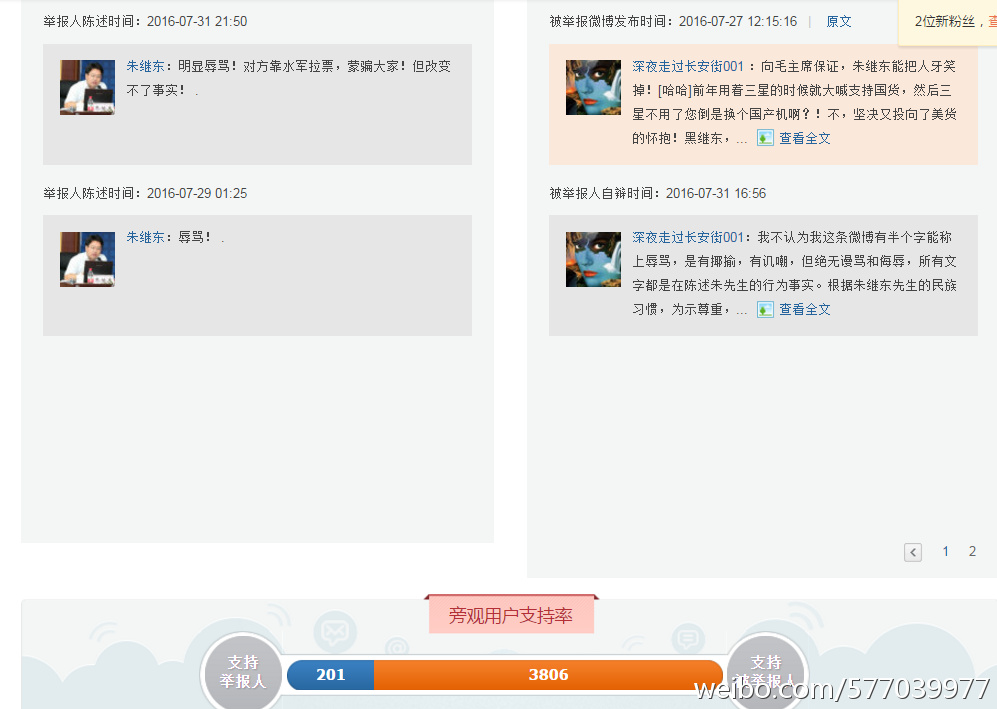 举报人陈述时间：2016-07-31 21:50
朱继东：明显辱骂！对方靠水军拉票，蒙骗大家！但改变
不了事实！.
举报人陈述时间：2016-07-29 01:25
朱继东：辱骂！.
被举报微博发布时间：2016-07-27 12:15:16 | 原文
2位新粉丝，查
深夜走过长安街001：向毛主席保证，朱继东能把人牙笑
掉！[哈哈]前年用着三星的时候就大喊支持国货，然后三
星不用了您倒是换个国产机啊？！不，坚决又投向了美货
的怀抱！黑继东，... 查看全文
被举报人自辩时间：2016-07-31 16:56
深夜走过长安街001：我不认为我这条微博有半个字能称
上辱骂，是有揶揄，有讥嘲，但绝无谩骂和侮辱，所有文
字都是在陈述朱先生的行为事实。根据朱继东先生的民族
习惯，为示尊重，... 查看全文
< 1 2
旁观用户支持率
支持
举报人
201
3806
支持
被举报人
weibo.com/577039977